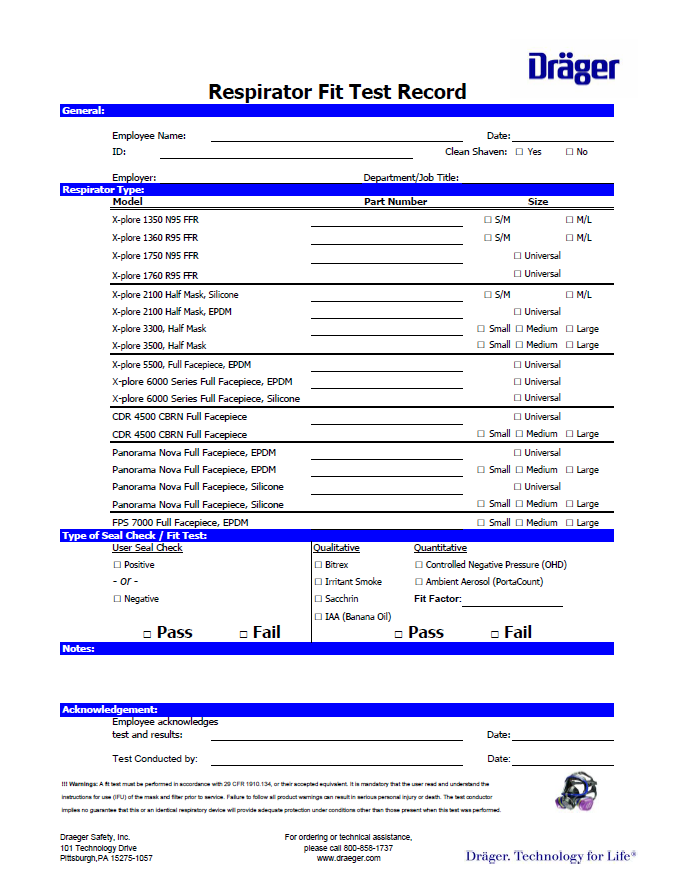 Dräger
Respirator Fit Test Record
General:
Employee Name: Date:
ID: Clean Shaven: ☐ Yes ☐ No
Employer: Department/Job Title:
Respirator Type:
Model Part Number Size
X-plore 1350 N95 FFR ☐ S/M ☐ M/L
X-plore 1360 R95 FFR ☐ S/M ☐ M/L
X-plore 1750 N95 FFR ☐ Universal
X-plore 1760 R95 FFR ☐ Universal
X-plore 2100 Half Mask, Silicone ☐ S/M ☐ M/L
X-plore 2100 Half Mask, EPDM ☐ Universal
X-plore 3300, Half Mask ☐ Small ☐ Medium ☐ Large
X-plore 3500, Half Mask ☐ Small ☐ Medium ☐ Large
X-plore 5500, Full Facepiece, EPDM ☐ Universal
X-plore 6000 Series Full Facepiece, EPDM ☐ Universal
X-plore 6000 Series Full Facepiece, Silicone ☐ Universal
CDR 4500 CBRN Full Facepiece ☐ Universal
CDR 4500 CBRN Full Facepiece ☐ Small ☐ Medium ☐ Large
Panorama Nova Full Facepiece, EPDM ☐ Universal
Panorama Nova Full Facepiece, EPDM ☐ Small ☐ Medium ☐ Large
Panorama Nova Full Facepiece, Silicone ☐ Universal
Panorama Nova Full Facepiece, Silicone ☐ Small ☐ Medium ☐ Large
FPS 7000 Full Facepiece, EPDM ☐ Small ☐ Medium ☐ Large
Type of Seal Check / Fit Test:
User Seal Check Qualitative Quantitative
☐ Positive ☐ Bitrex ☐ Controlled Negative Pressure (OHD)
- or - ☐ Irritant Smoke ☐ Ambient Aerosol (PortaCount)
☐ Negative ☐ Sacchrin Fit Factor:
☐ IAA (Banana Oil)
☐ Pass ☐ Fail ☐ Pass ☐ Fail
Notes:
Acknowledgement:
Employee acknowledges
test and results: Date:
Test Conducted by: Date:
!!! Warnings: A fit test must be performed in accordance with 29 CFR 1910.134, or their accepted equivalent. It is mandatory that the user read and understand the
instructions for use (IFU) of the mask and filter prior to service. Failure to follow all product warnings can result in serious personal injury or death. The test conductor
implies no guarantee that this or an identical respiratory device will provide adequate protection under conditions other than those present when this test was performed.
Draeger Safety, Inc. For ordering or technical assistance,
101 Technology Drive please call 800-858-1737
Pittsburgh,PA 15275-1057 www.draeger.com
Dräger. Technology for Life®